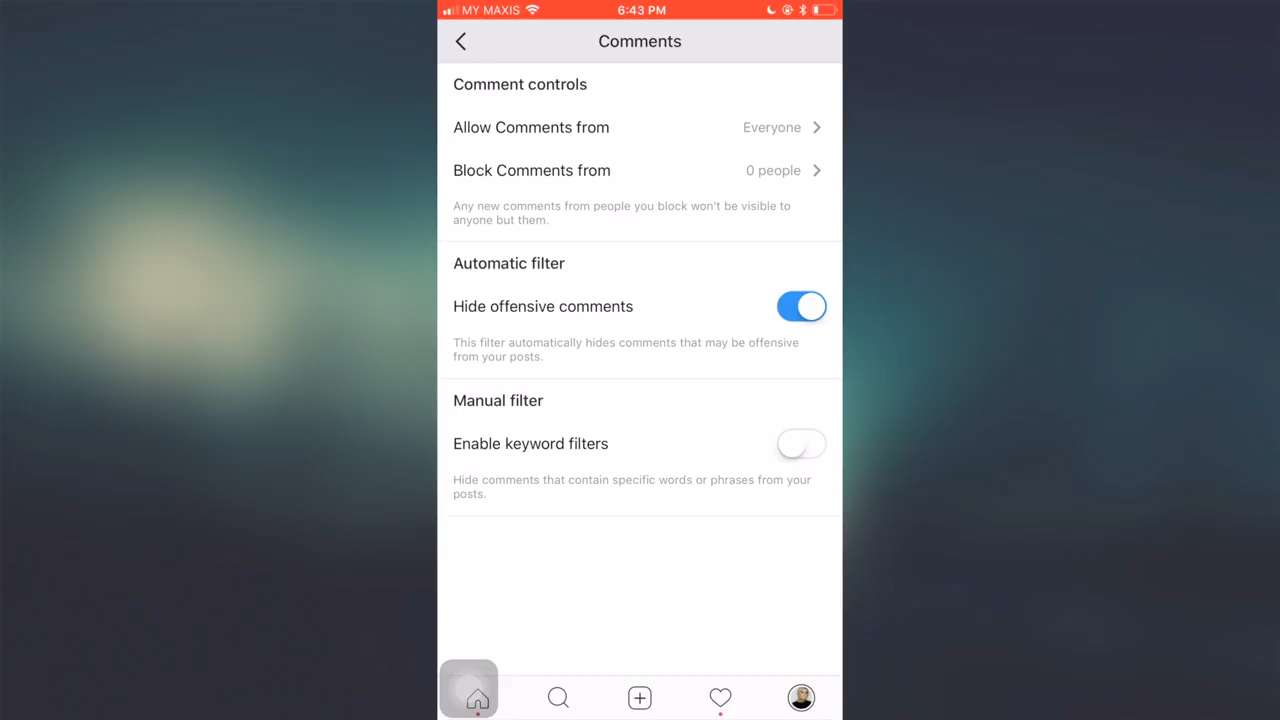 MY MAXIS 6:43 PM
Comments
Comment controls
Allow Comments from Everyone
Block Comments from 0 people
Any new comments from people you block won't be visible to
anyone but them.
Automatic filter
Hide offensive comments
This filter automatically hides comments that may be offensive
from your posts.
Manual filter
Enable keyword filters
Hide comments that contain specific words or phrases from your
posts.